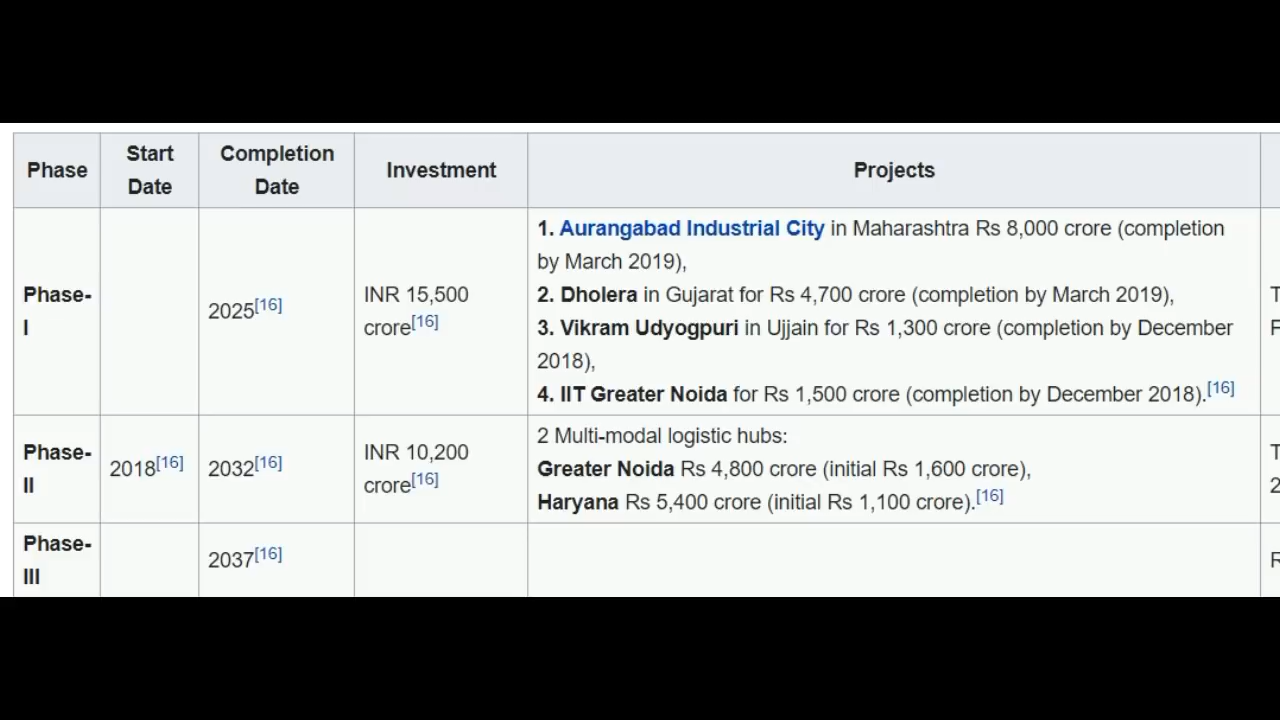 Phase
Start
Date
Completion
Date
Investment
Projects
Phase-
I
2025[16]
INR 15,500
crore[16]
1. Aurangabad Industrial City in Maharashtra Rs 8,000 crore (completion
by March 2019),
2. Dholera in Gujarat for Rs 4,700 crore (completion by March 2019),
3. Vikram Udyogpuri in Ujjain for Rs 1,300 crore (completion by December
2018),
4. IIT Greater Noida for Rs 1,500 crore (completion by December 2018).[16]
Phase-
II
2018[16]
2032[16]
INR 10,200
crore[16]
2 Multi-modal logistic hubs:
Greater Noida Rs 4,800 crore (initial Rs 1,600 crore),
Haryana Rs 5,400 crore (initial Rs 1,100 crore).[16]
Phase-
III
2037[16]